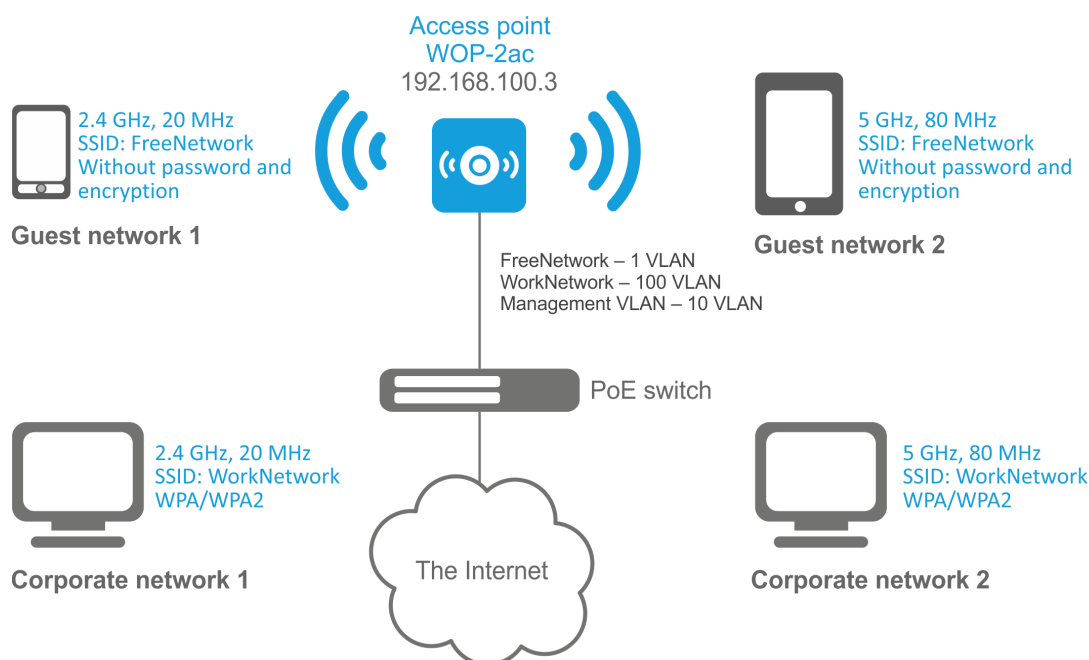 Access point
WOP-2ac
192.168.100.3
2.4 GHz, 20 MHz
SSID: FreeNetwork
Without password and
encryption
Guest network 1
5 GHz, 80 MHz
SSID: FreeNetwork
Without password and
encryption
Guest network 2
FreeNetwork – 1 VLAN
WorkNetwork – 100 VLAN
Management VLAN – 10 VLAN
PoE switch
2.4 GHz, 20 MHz
SSID: WorkNetwork
WPA/WPA2
Corporate network 1
5 GHz, 80 MHz
SSID: WorkNetwork
WPA/WPA2
Corporate network 2
The Internet